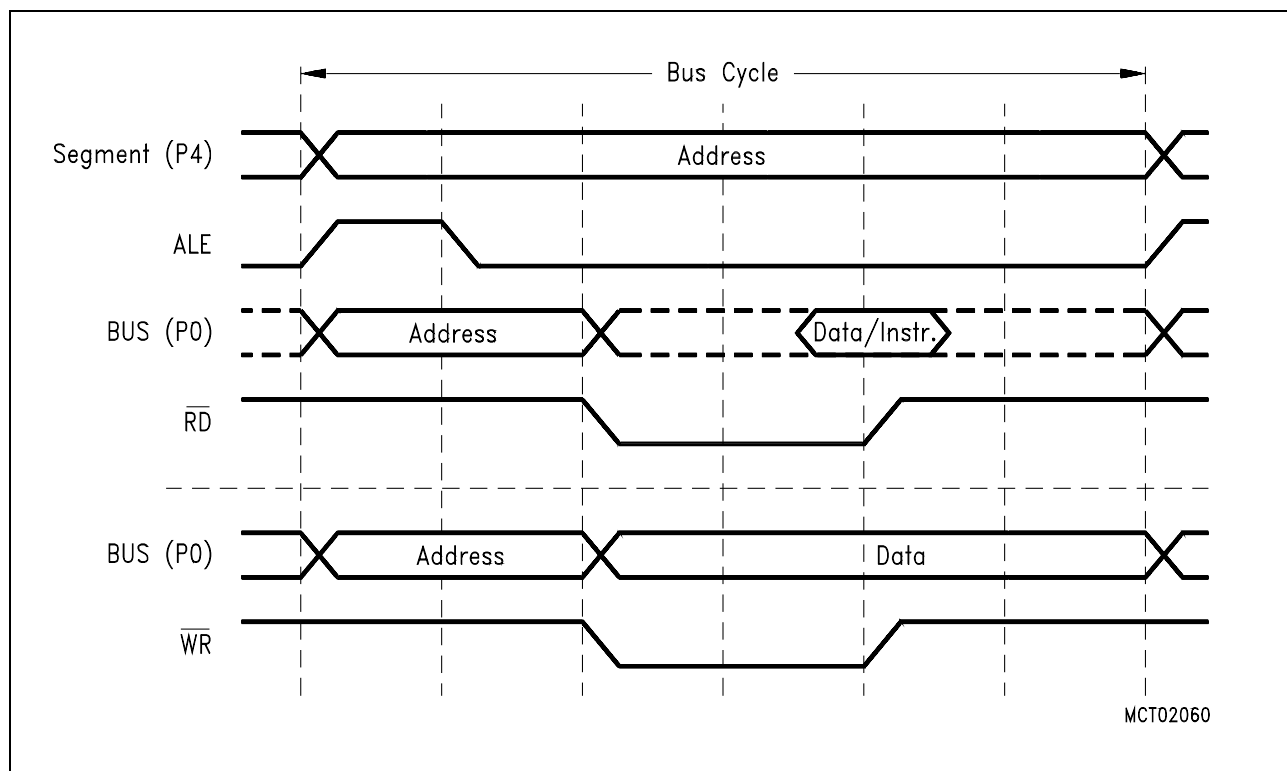 Bus Cycle
Segment (P4)
Address
ALE
BUS (P0)
Address
Data/Instr.
RD
BUS (P0)
Address
Data
WR
MCT02060